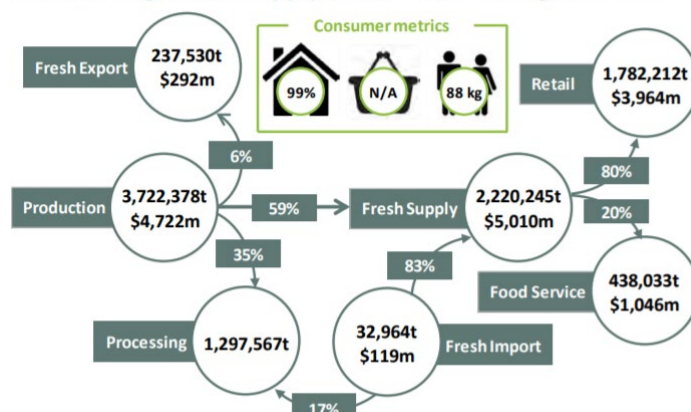 Consumer metrics
99%
N/A
88 kg
Fresh Export
237,530t
$292m
Retail
1,782,212t
$3,964m
6%
80%
Production
3,722,378t
$4,722m
59%
Fresh Supply
2,220,245t
$5,010m
20%
35%
83%
Food Service
438,033t
$1,046m
Processing
1,297,567t
32,964t
$119m
Fresh Import
17%